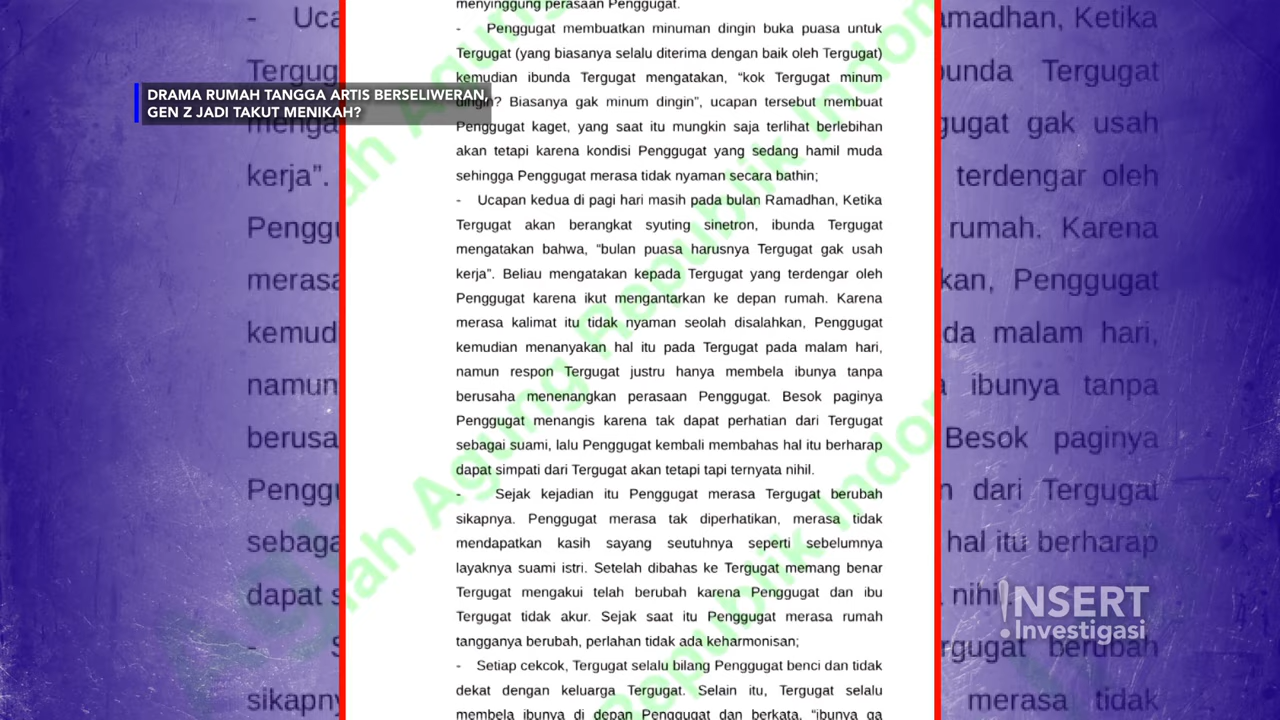 menyinggung perasaan Penggugat.
- Penggugat membuatkan minuman dingin buka puasa untuk
Tergugat (yang biasanya selalu diterima dengan baik oleh Tergugat)
kemudian ibunda Tergugat mengatakan, “kok Tergugat minum
dingin? Biasanya gak minum dingin”, ucapan tersebut membuat
Penggugat kaget, yang saat itu mungkin saja terlihat berlebihan
akan tetapi karena kondisi Penggugat yang sedang hamil muda
sehingga Penggugat merasa tidak nyaman secara bathin;
- Ucapan kedua di pagi hari masih pada bulan Ramadhan, Ketika
Tergugat akan berangkat syuting sinetron, ibunda Tergugat
mengatakan bahwa, “bulan puasa harusnya Tergugat gak usah
kerja”. Beliau mengatakan kepada Tergugat yang terdengar oleh
Penggugat karena ikut mengantarkan ke depan rumah. Karena
merasa kalimat itu tidak nyaman seolah disalahkan, Penggugat
kemudian menanyakan hal itu pada Tergugat pada malam hari,
namun respon Tergugat justru hanya membela ibunya tanpa
berusaha menenangkan perasaan Penggugat. Besok paginya
Penggugat menangis karena tak dapat perhatian dari Tergugat
sebagai suami, lalu Penggugat kembali membahas hal itu berharap
dapat simpati dari Tergugat akan tetapi tapi ternyata nihil.
- Sejak kejadian itu Penggugat merasa Tergugat berubah
sikapnya. Penggugat merasa tak diperhatikan, merasa tidak
mendapatkan kasih sayang seutuhnya seperti sebelumnya
layaknya suami istri. Setelah dibahas ke Tergugat memang benar
Tergugat mengakui telah berubah karena Penggugat dan ibu
Tergugat tidak akur. Sejak saat itu Penggugat merasa rumah
tangganya berubah, perlahan tidak ada keharmonisan;
- Setiap cekcok, Tergugat selalu bilang Penggugat benci dan tidak
dekat dengan keluarga Tergugat. Selain itu, Tergugat selalu
membela ibunya di depan Penggugat dan berkata, “ibunya ga
DRAMA RUMAH TANGGA ARTIS BERSELIWERAN,
GEN Z JADI TAKUT MENIKAH?
INSERT
Investigasi